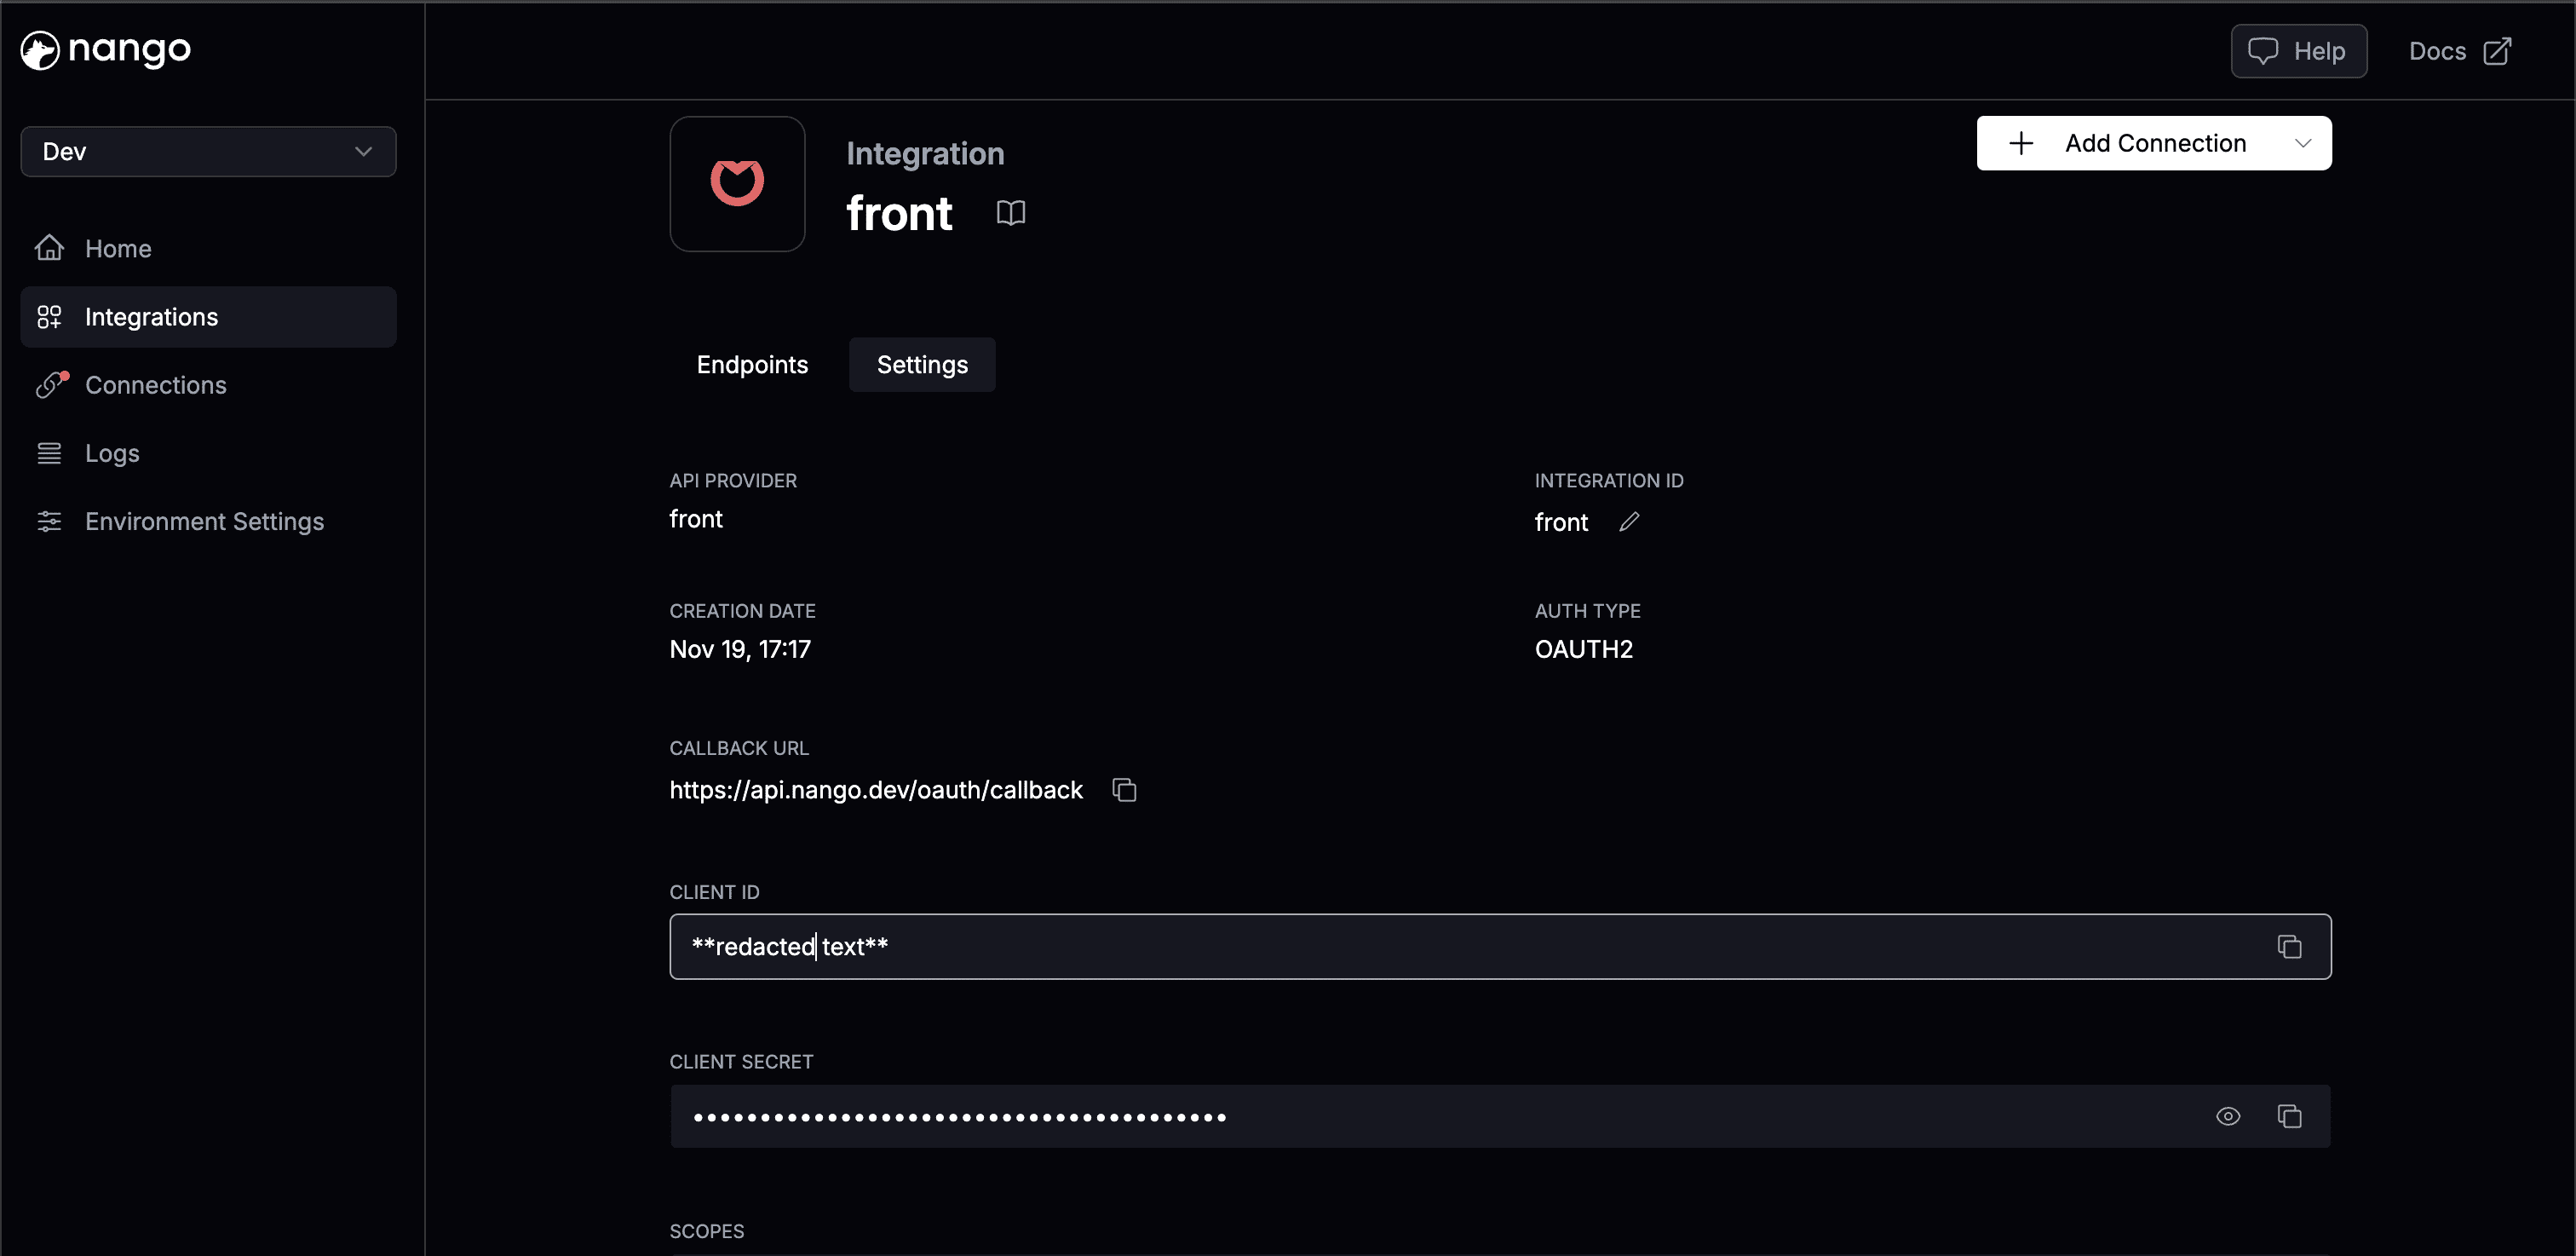 nango
Help
Docs
Dev
Home
Integrations
Connections
Logs
Environment Settings
Integration
front
Add Connection
Endpoints
Settings
API PROVIDER
front
INTEGRATION ID
front
CREATION DATE
Nov 19, 17:17
AUTH TYPE
OAUTH2
CALLBACK URL
https://api.nango.dev/oauth/callback
CLIENT ID
**redacted text**
CLIENT SECRET
••••••••••••••••••••••••••••••••••••••••
SCOPES